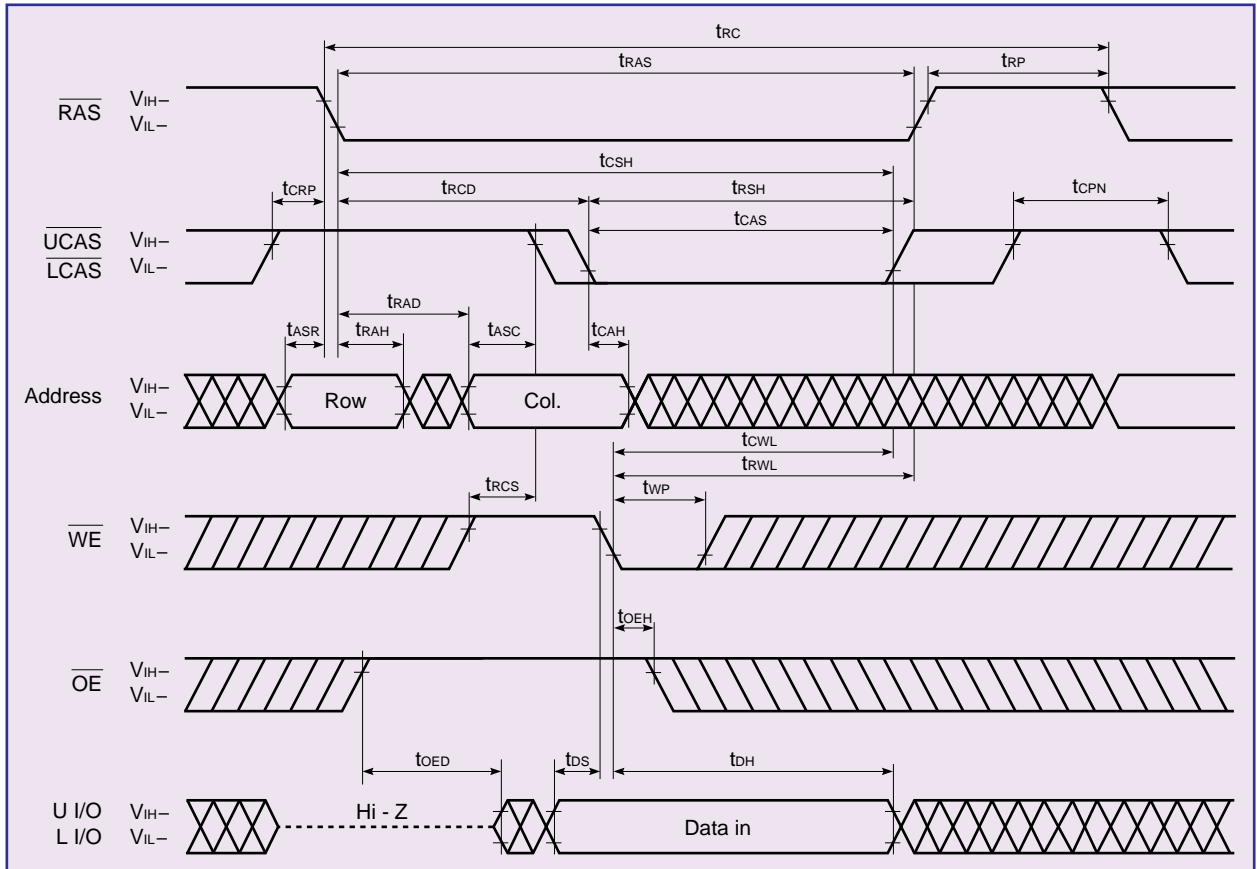 tRC
tRAS
tRP
RAS
VIH–
VIL–
tCSH
tCRP
tRCD
tRSH
tCPN
tCAS
UCAS
LCAS
VIH–
VIL–
tRAD
tASR
tRAH
tASC
tCAH
Address
VIH–
VIL–
Row
Col.
tCWL
tRWL
tRCS
tWP
WE
VIH–
VIL–
tOEH
OE
VIH–
VIL–
tOED
tDS
tDH
U I/O
L I/O
VIH–
VIL–
Hi - Z
Data in